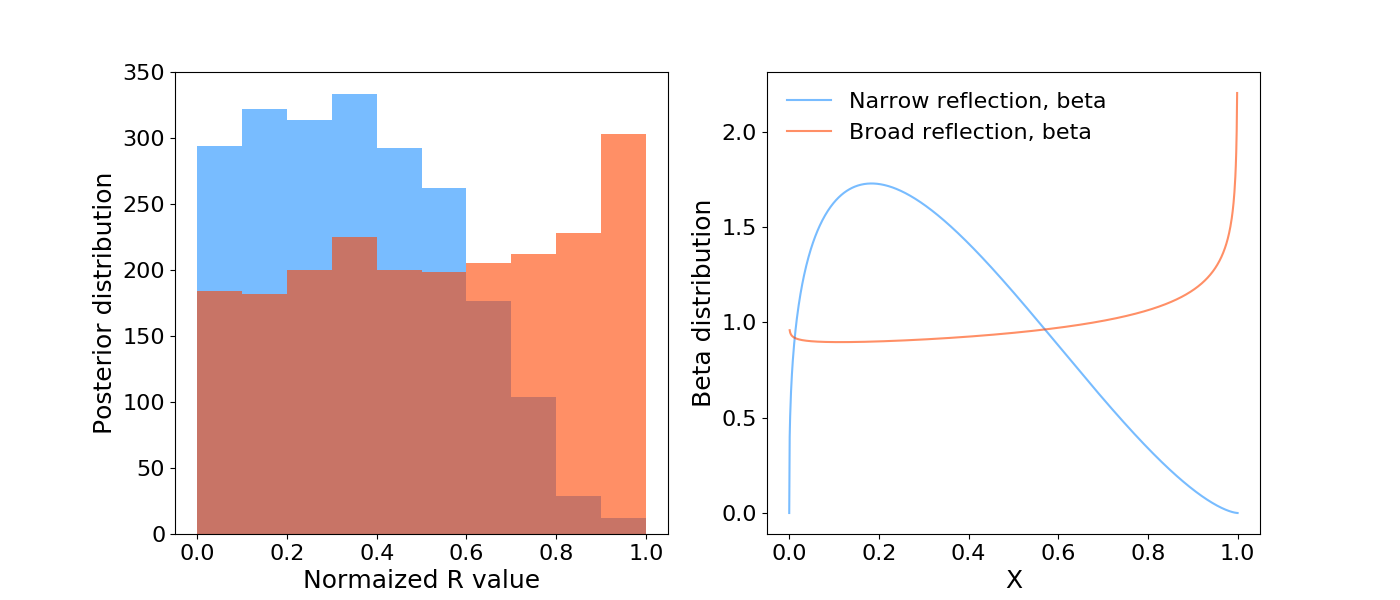 350
300
250
200
150
100
50
0
Posterior distribution
0.0 0.2 0.4 0.6 0.8 1.0
Normaized R value
Narrow reflection, beta
Broad reflection, beta
2.0
1.5
1.0
0.5
0.0
Beta distribution
0.0 0.2 0.4 0.6 0.8 1.0
X